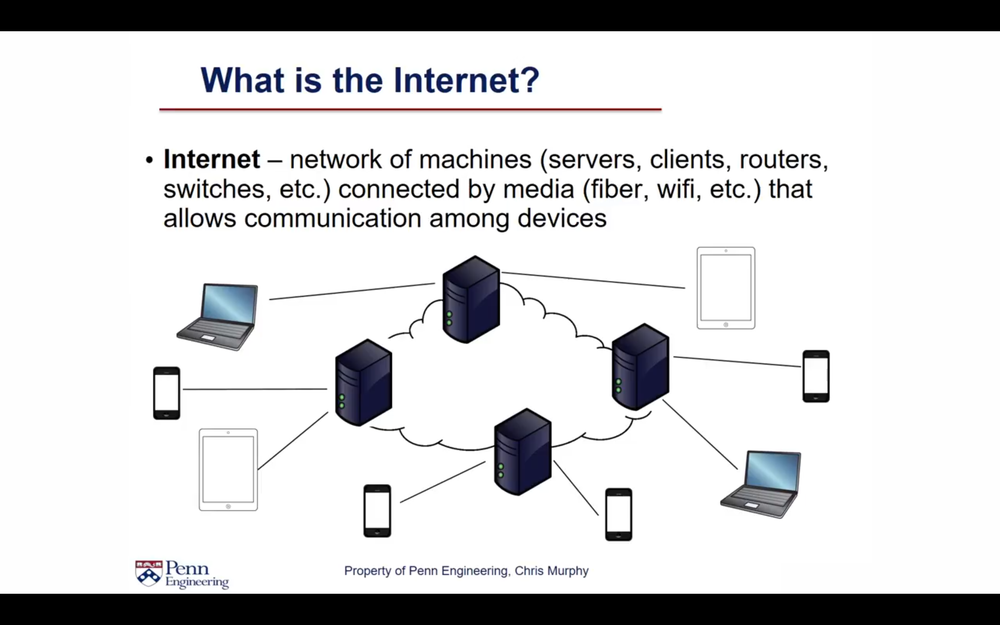 What is the Internet?
• Internet – network of machines (servers, clients, routers,
switches, etc.) connected by media (fiber, wifi, etc.) that
allows communication among devices
Penn
Engineering
Property of Penn Engineering, Chris Murphy